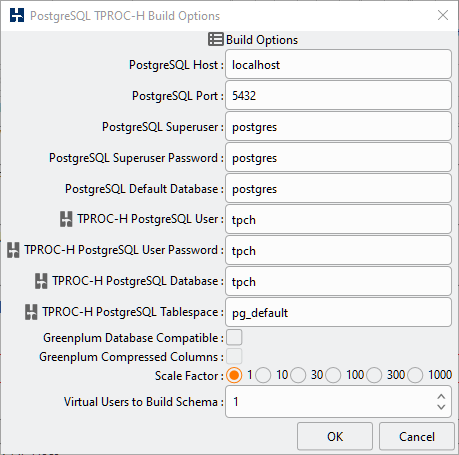 PostgreSQL TPROC-H Build Options
Build Options
PostgreSQL Host : localhost
PostgreSQL Port : 5432
PostgreSQL Superuser : postgres
PostgreSQL Superuser Password : postgres
PostgreSQL Default Database : postgres
TPROC-H PostgreSQL User : tpch
TPROC-H PostgreSQL User Password : tpch
TPROC-H PostgreSQL Database : tpch
TPROC-H PostgreSQL Tablespace : pg_default
Greenplum Database Compatible :
Greenplum Compressed Columns :
Scale Factor : 1 10 30 100 300 1000
Virtual Users to Build Schema : 1
OK Cancel